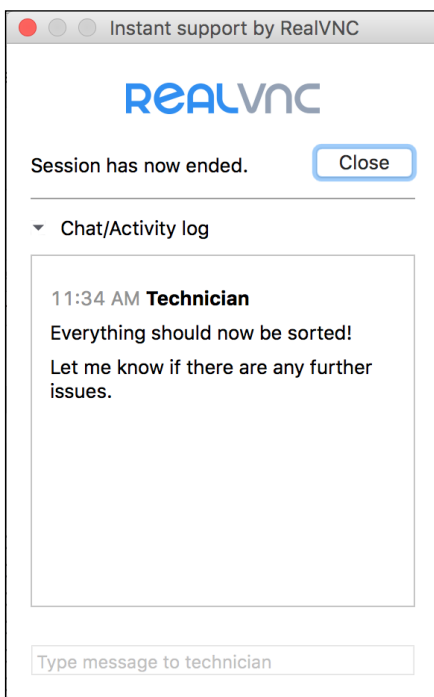 Instant support by RealVNC
REALVNC
Session has now ended.
Close
Chat/Activity log
11:34 AM Technician
Everything should now be sorted!
Let me know if there are any further
issues.
Type message to technician